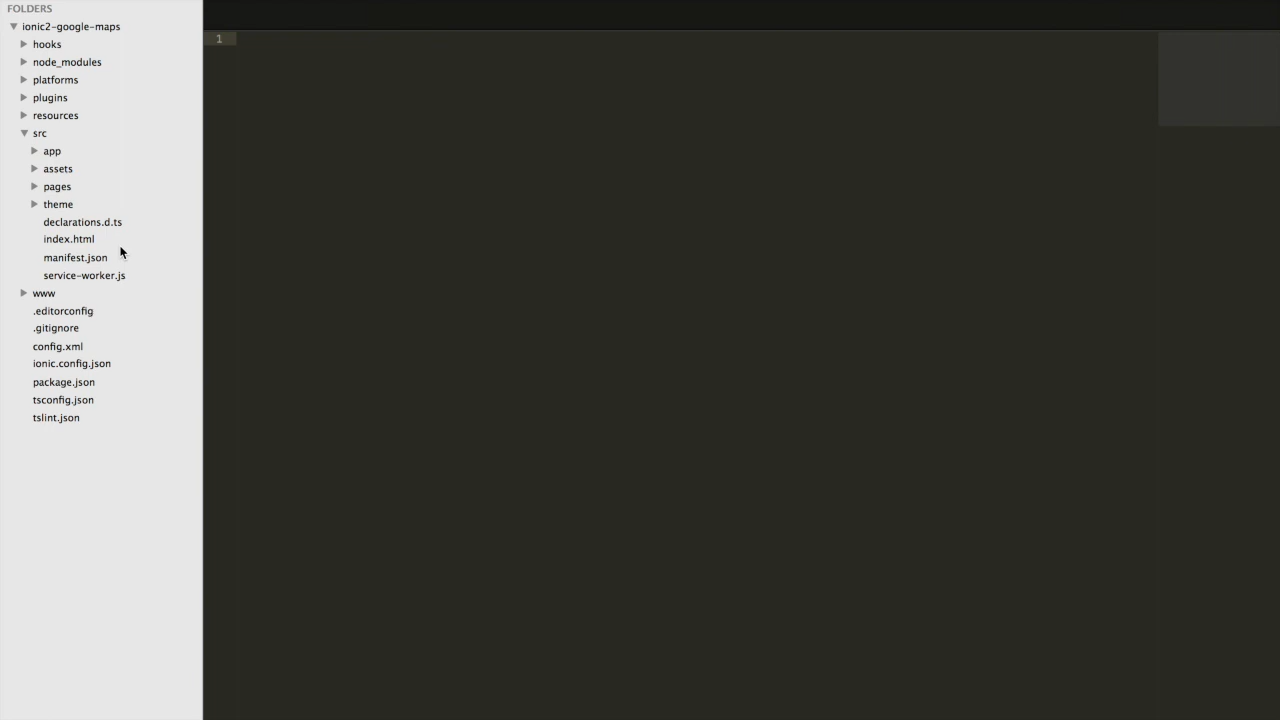 FOLDERS
ionic2-google-maps
hooks
node_modules
platforms
plugins
resources
src
app
assets
pages
theme
declarations.d.ts
index.html
manifest.json
service-worker.js
www
.editorconfig
.gitignore
config.xml
ionic.config.json
package.json
tsconfig.json
tslint.json
1